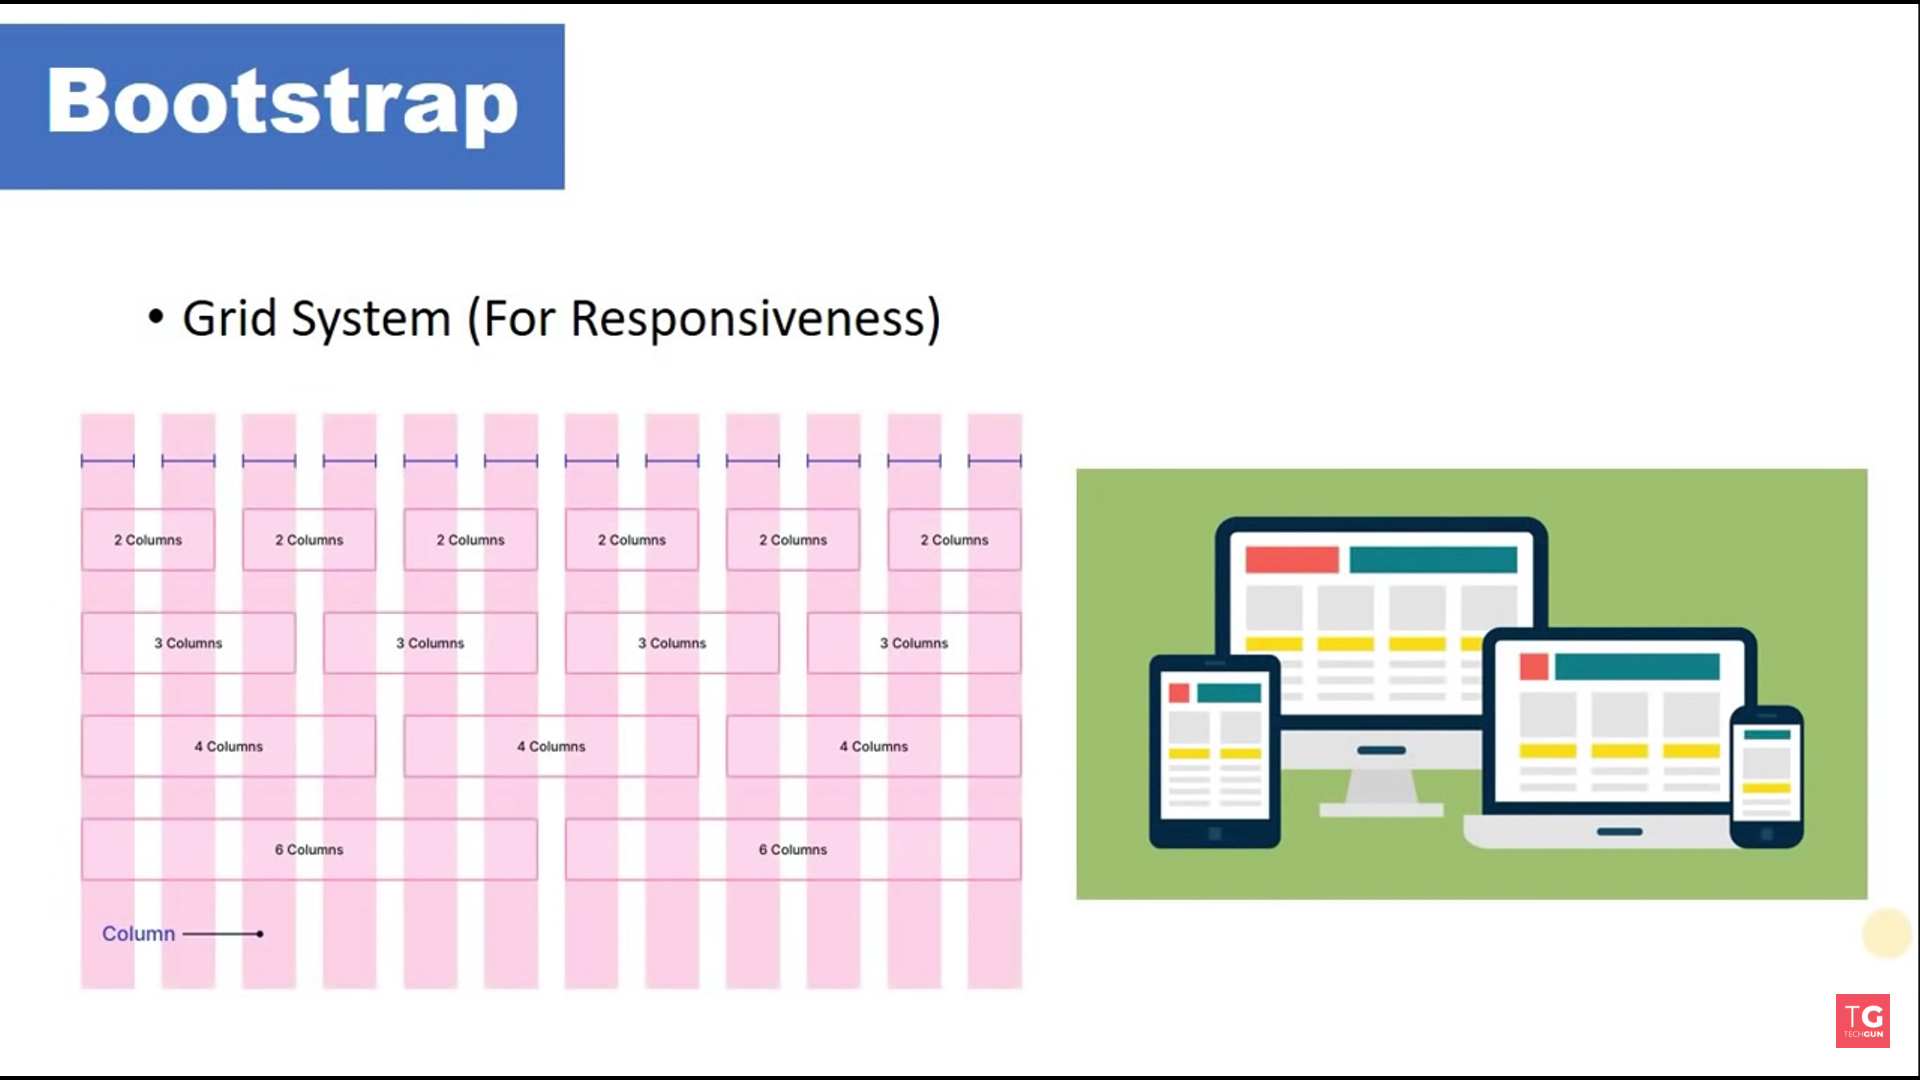 Bootstrap
• Grid System (For Responsiveness)
2 Columns 2 Columns 2 Columns 2 Columns 2 Columns 2 Columns
3 Columns 3 Columns 3 Columns 3 Columns
4 Columns 4 Columns 4 Columns
6 Columns 6 Columns
Column
TG
TECHGUN